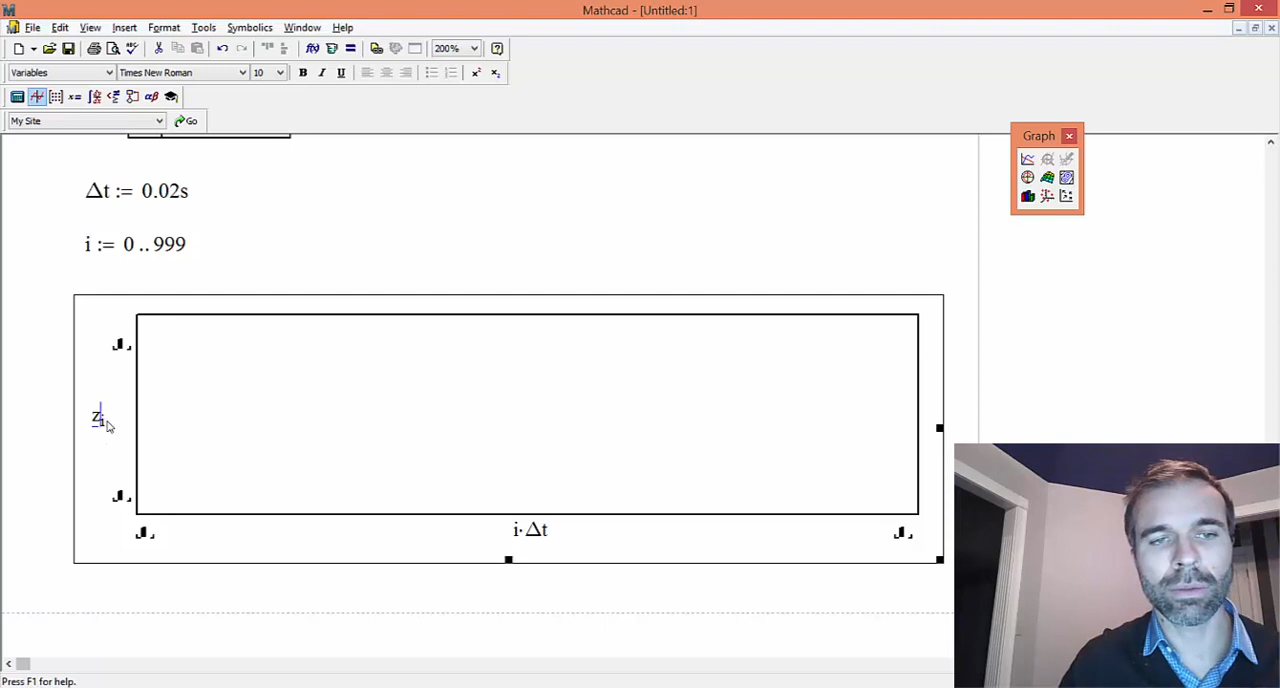 Mathcad - [Untitled:1]
File Edit View Insert Format Tools Symbolics Window Help
200%
Variables Times New Roman 10 B I U
My Site Go
Graph
Δt := 0.02s
i := 0 .. 999
zi
i·Δt
Press F1 for help.